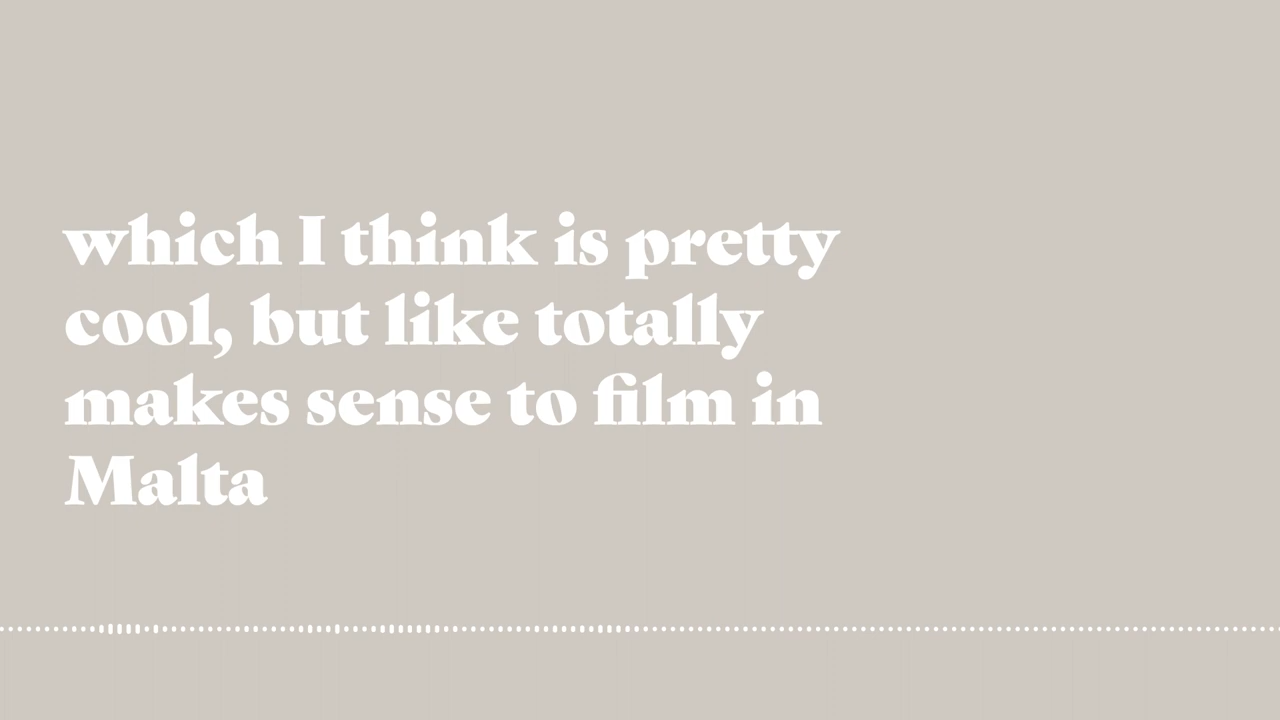 which I think is pretty
cool, but like totally
makes sense to film in
Malta